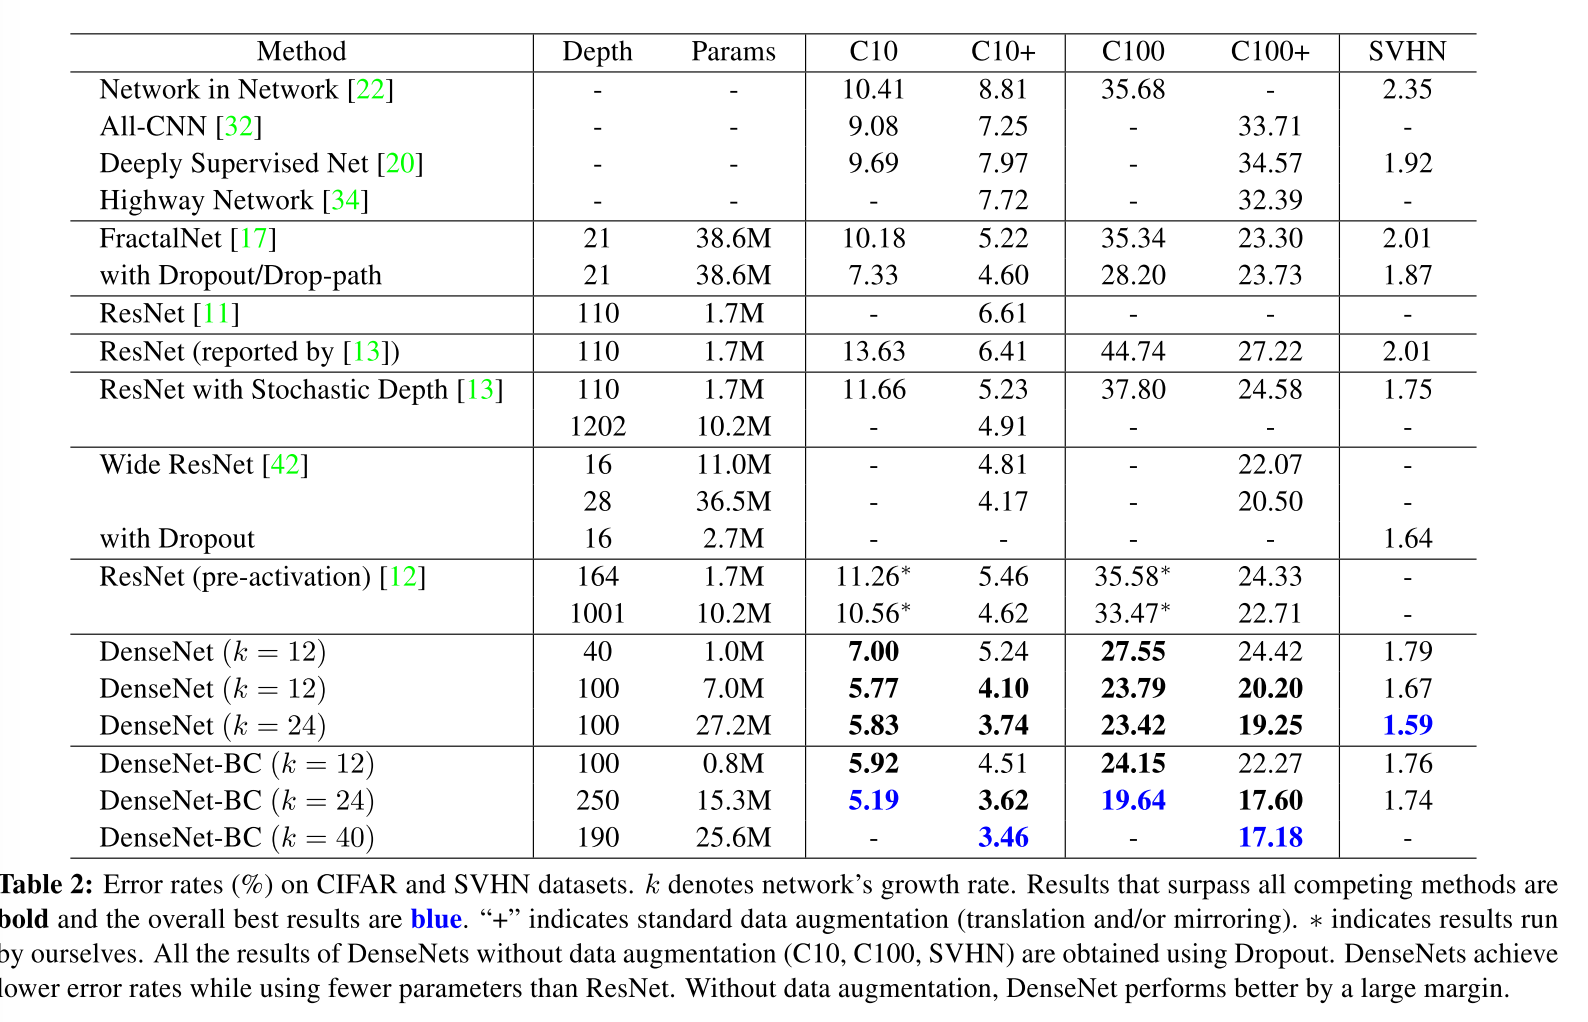 Method Depth Params C10 C10+ C100 C100+ SVHN
Network in Network [22] - - 10.41 8.81 35.68 - 2.35
All-CNN [32] - - 9.08 7.25 - 33.71 -
Deeply Supervised Net [20] - - 9.69 7.97 - 34.57 1.92
Highway Network [34] - - - 7.72 - 32.39 -
FractalNet [17] 21 38.6M 10.18 5.22 35.34 23.30 2.01
with Dropout/Drop-path 21 38.6M 7.33 4.60 28.20 23.73 1.87
ResNet [11] 110 1.7M - 6.61 - - -
ResNet (reported by [13]) 110 1.7M 13.63 6.41 44.74 27.22 2.01
ResNet with Stochastic Depth [13] 110 1.7M 11.66 5.23 37.80 24.58 1.75
1202 10.2M - 4.91 - - -
Wide ResNet [42] 16 11.0M - 4.81 - 22.07 -
28 36.5M - 4.17 - 20.50 -
with Dropout 16 2.7M - - - - 1.64
ResNet (pre-activation) [12] 164 1.7M 11.26* 5.46 35.58* 24.33 -
1001 10.2M 10.56* 4.62 33.47* 22.71 -
DenseNet (k = 12) 40 1.0M 7.00 5.24 27.55 24.42 1.79
DenseNet (k = 12) 100 7.0M 5.77 4.10 23.79 20.20 1.67
DenseNet (k = 24) 100 27.2M 5.83 3.74 23.42 19.25 1.59
DenseNet-BC (k = 12) 100 0.8M 5.92 4.51 24.15 22.27 1.76
DenseNet-BC (k = 24) 250 15.3M 5.19 3.62 19.64 17.60 1.74
DenseNet-BC (k = 40) 190 25.6M - 3.46 - 17.18 -
Table 2: Error rates (%) on CIFAR and SVHN datasets. k denotes network's growth rate. Results that surpass all competing methods are
bold and the overall best results are blue. “+” indicates standard data augmentation (translation and/or mirroring). * indicates results run
by ourselves. All the results of DenseNets without data augmentation (C10, C100, SVHN) are obtained using Dropout. DenseNets achieve
lower error rates while using fewer parameters than ResNet. Without data augmentation, DenseNet performs better by a large margin.